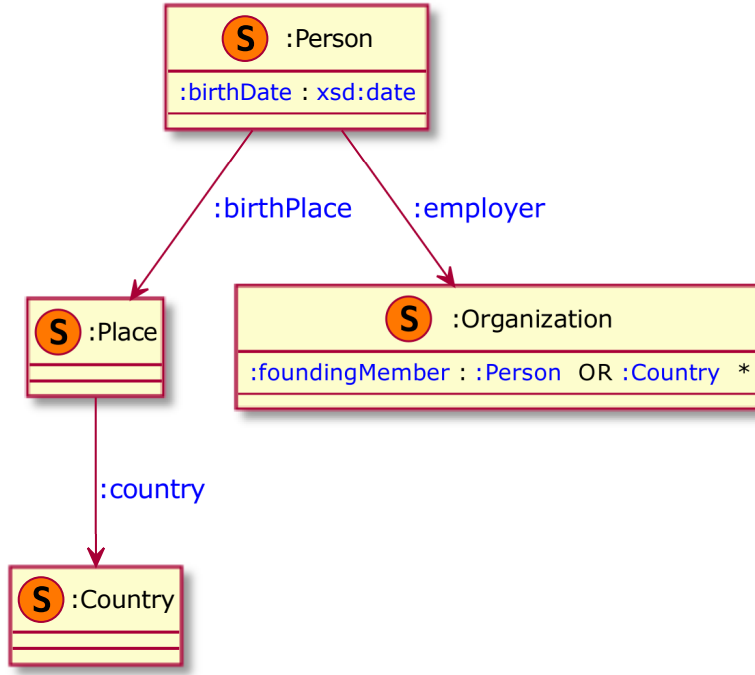 S :Person
:birthDate : xsd:date
:birthPlace
:employer
S :Place
S :Organization
:foundingMember : :Person OR :Country *
:country
S :Country